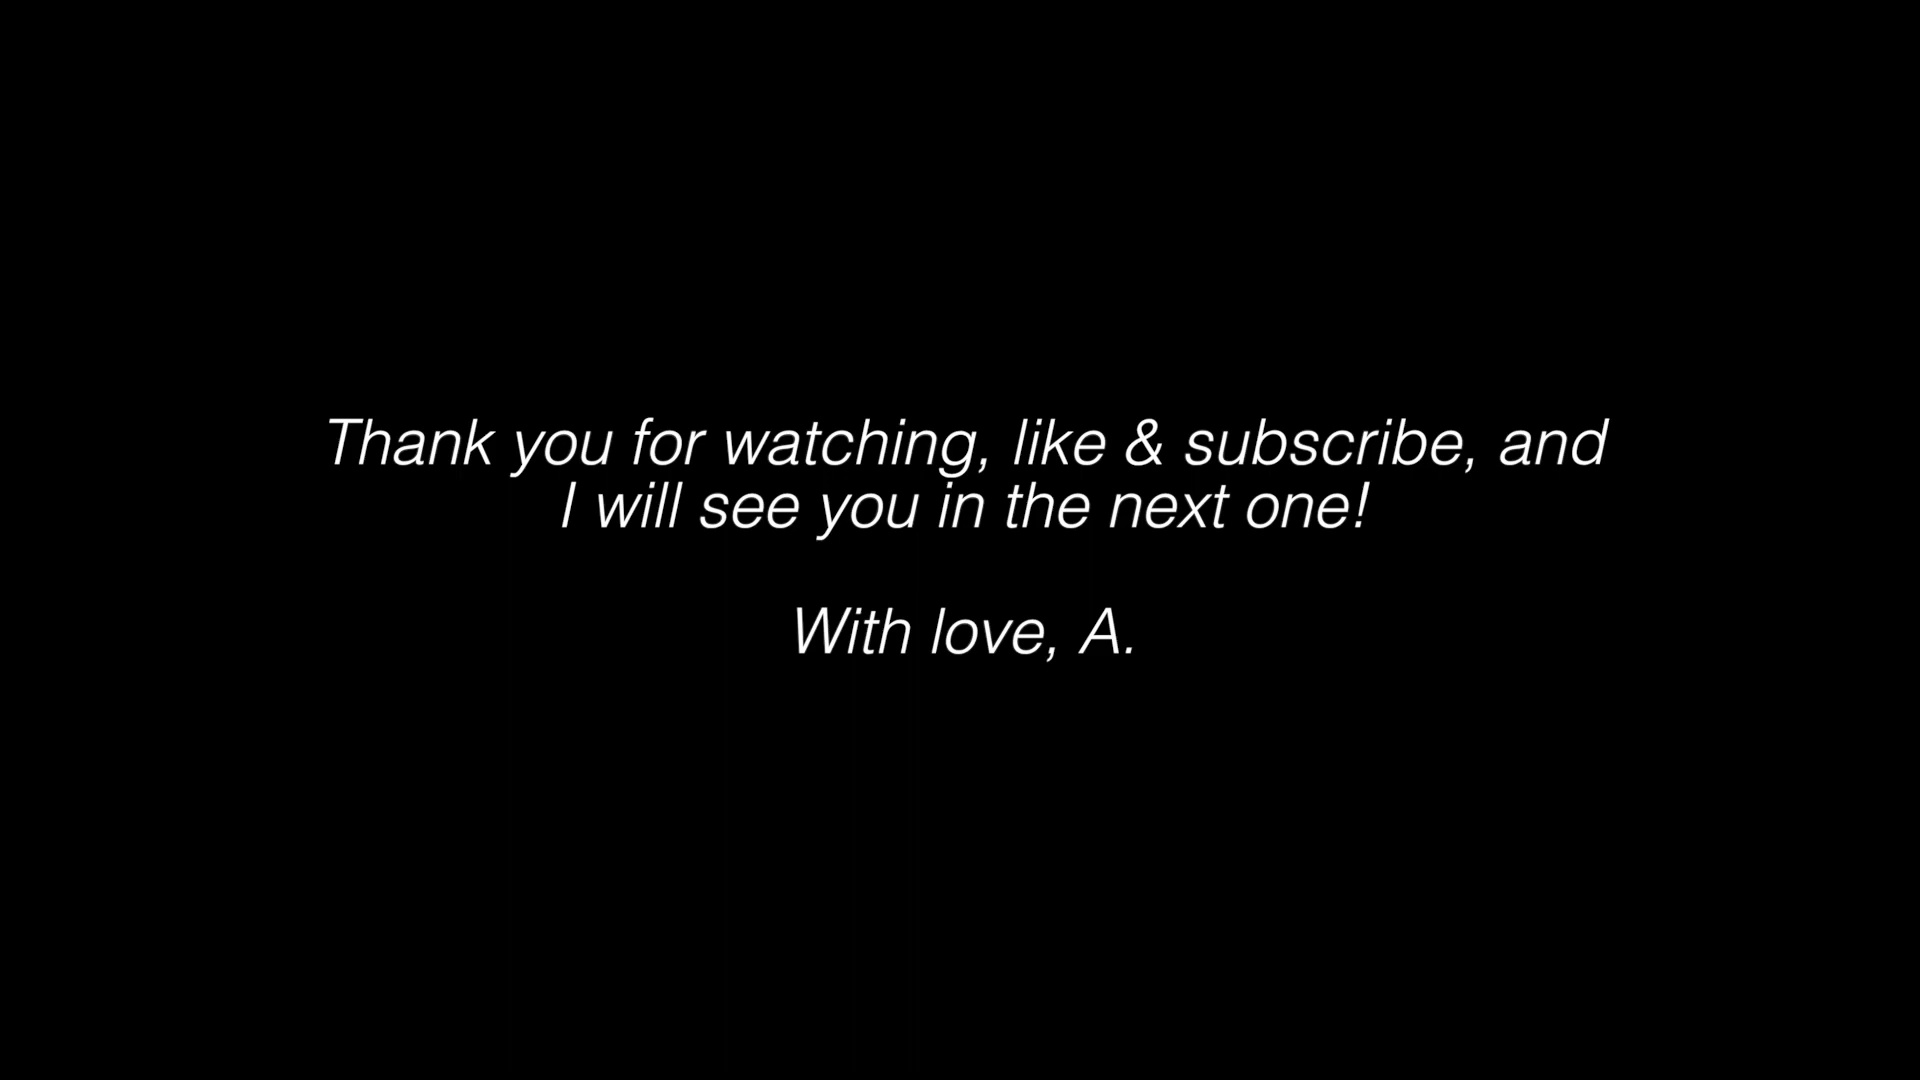 Thank you for watching, like & subscribe, and
I will see you in the next one!
With love, A.